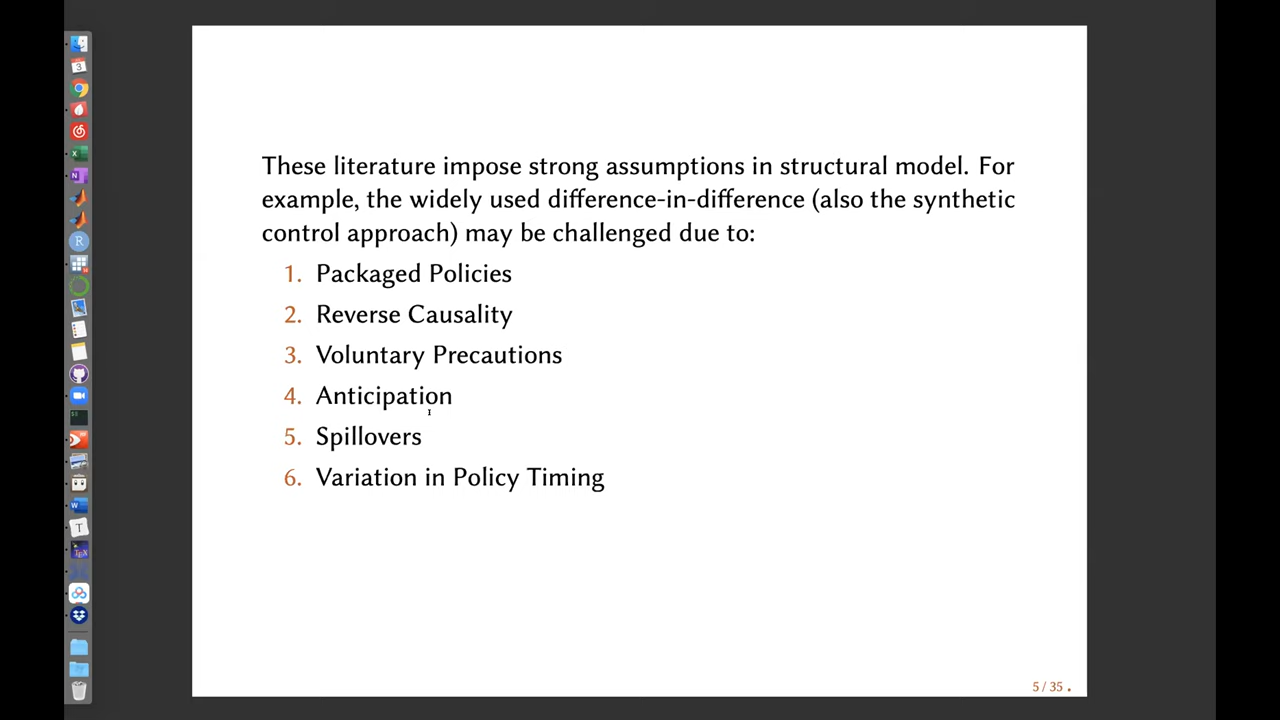 These literature impose strong assumptions in structural model. For
example, the widely used difference-in-difference (also the synthetic
control approach) may be challenged due to:
1. Packaged Policies
2. Reverse Causality
3. Voluntary Precautions
4. Anticipation
5. Spillovers
6. Variation in Policy Timing
5 / 35